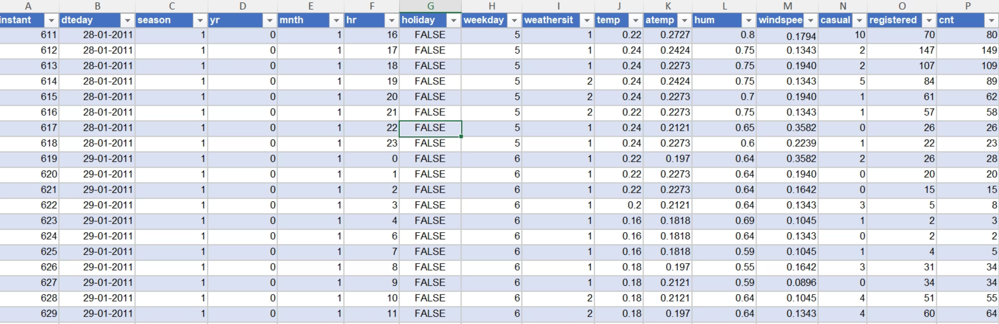 A B C D E F G H I J K L M N O P
instant dteday season yr mnth hr holiday weekday weathersit temp atemp hum windspee casual registered cnt
611 28-01-2011 1 0 1 16 FALSE 5 1 0.22 0.2727 0.8 0.1794 10 70 80
612 28-01-2011 1 0 1 17 FALSE 5 1 0.24 0.2424 0.75 0.1343 2 147 149
613 28-01-2011 1 0 1 18 FALSE 5 1 0.24 0.2273 0.75 0.1940 2 107 109
614 28-01-2011 1 0 1 19 FALSE 5 2 0.24 0.2424 0.75 0.1343 5 84 89
615 28-01-2011 1 0 1 20 FALSE 5 2 0.24 0.2273 0.7 0.1940 1 61 62
616 28-01-2011 1 0 1 21 FALSE 5 2 0.22 0.2273 0.75 0.1343 1 57 58
617 28-01-2011 1 0 1 22 FALSE 5 1 0.24 0.2121 0.65 0.3582 0 26 26
618 28-01-2011 1 0 1 23 FALSE 5 1 0.24 0.2273 0.6 0.2239 1 22 23
619 29-01-2011 1 0 1 0 FALSE 6 1 0.22 0.197 0.64 0.3582 2 26 28
620 29-01-2011 1 0 1 1 FALSE 6 1 0.22 0.2273 0.64 0.1940 0 20 20
621 29-01-2011 1 0 1 2 FALSE 6 1 0.22 0.2273 0.64 0.1642 0 15 15
622 29-01-2011 1 0 1 3 FALSE 6 1 0.2 0.2121 0.64 0.1343 3 5 8
623 29-01-2011 1 0 1 4 FALSE 6 1 0.16 0.1818 0.69 0.1045 1 2 3
624 29-01-2011 1 0 1 6 FALSE 6 1 0.16 0.1818 0.64 0.1343 0 2 2
625 29-01-2011 1 0 1 7 FALSE 6 1 0.16 0.1818 0.59 0.1045 1 4 5
626 29-01-2011 1 0 1 8 FALSE 6 1 0.18 0.197 0.55 0.1642 3 31 34
627 29-01-2011 1 0 1 9 FALSE 6 1 0.18 0.2121 0.59 0.0896 0 34 34
628 29-01-2011 1 0 1 10 FALSE 6 2 0.18 0.2121 0.64 0.1045 4 51 55
629 29-01-2011 1 0 1 11 FALSE 6 2 0.18 0.197 0.64 0.1343 4 60 64